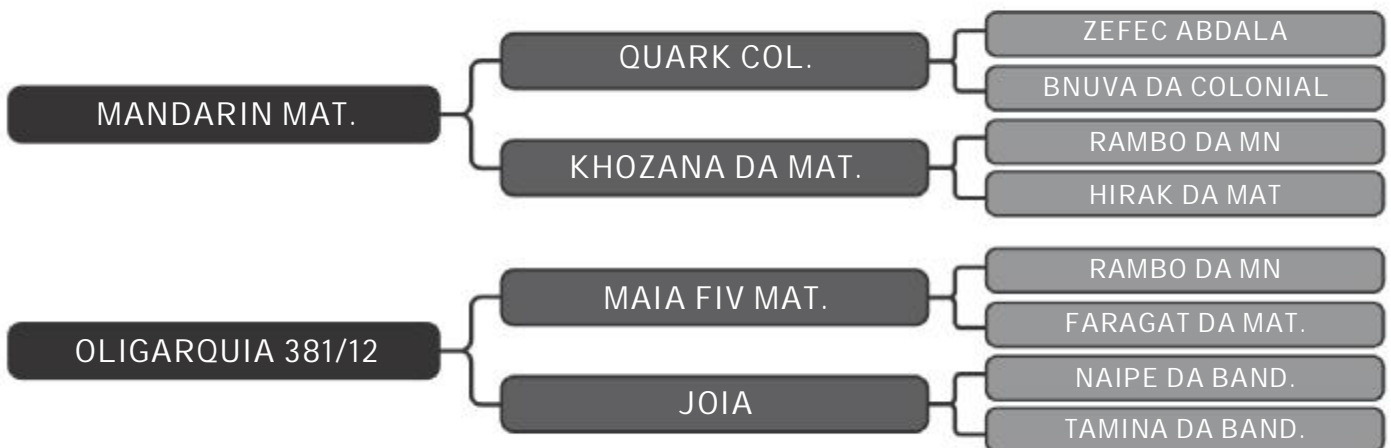 ZEFEC ABDALA
QUARK COL.
BNUVA DA COLONIAL
MANDARIN MAT.
RAMBO DA MN
KHOZANA DA MAT.
HIRAK DA MAT
RAMBO DA MN
MAIA FIV MAT.
FARAGAT DA MAT.
OLIGARQUIA 381/12
NAIPE DA BAND.
JOIA
TAMINA DA BAND.